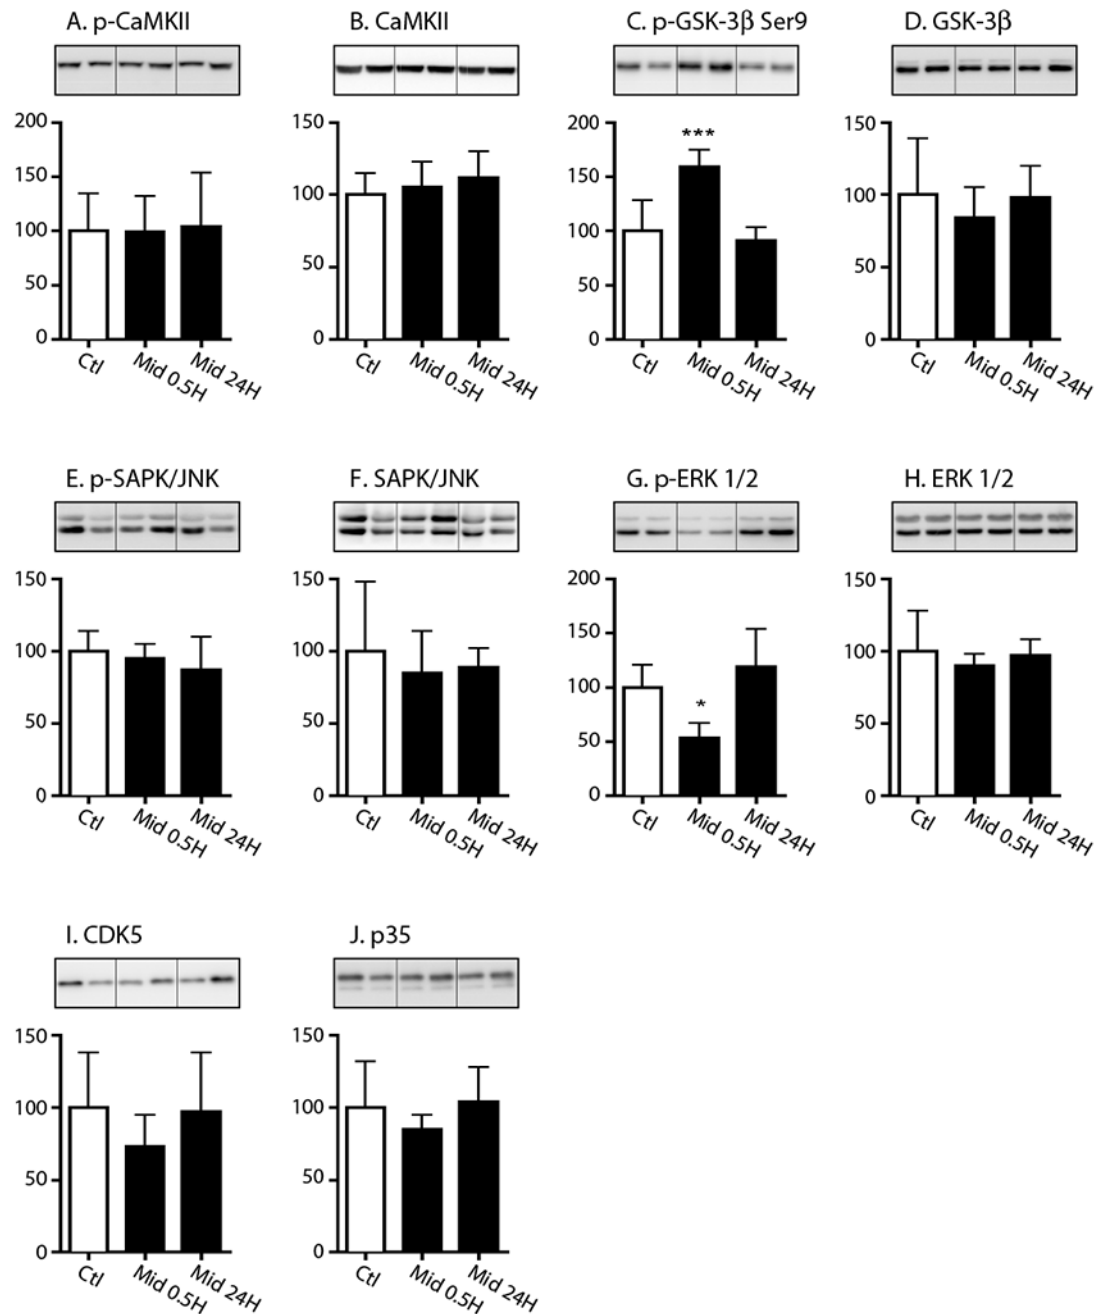 A. p-CaMKII
B. CaMKII
C. p-GSK-3β Ser9
D. GSK-3β
200
150
100
50
0
Ctl
Mid 0.5H
Mid 24H
150
100
50
0
Ctl
Mid 0.5H
Mid 24H
200
150
100
50
0
***
Ctl
Mid 0.5H
Mid 24H
150
100
50
0
Ctl
Mid 0.5H
Mid 24H
E. p-SAPK/JNK
F. SAPK/JNK
G. p-ERK 1/2
H. ERK 1/2
150
100
50
0
Ctl
Mid 0.5H
Mid 24H
150
100
50
0
Ctl
Mid 0.5H
Mid 24H
200
150
100
50
0
*
Ctl
Mid 0.5H
Mid 24H
150
100
50
0
Ctl
Mid 0.5H
Mid 24H
I. CDK5
J. p35
150
100
50
0
Ctl
Mid 0.5H
Mid 24H
150
100
50
0
Ctl
Mid 0.5H
Mid 24H